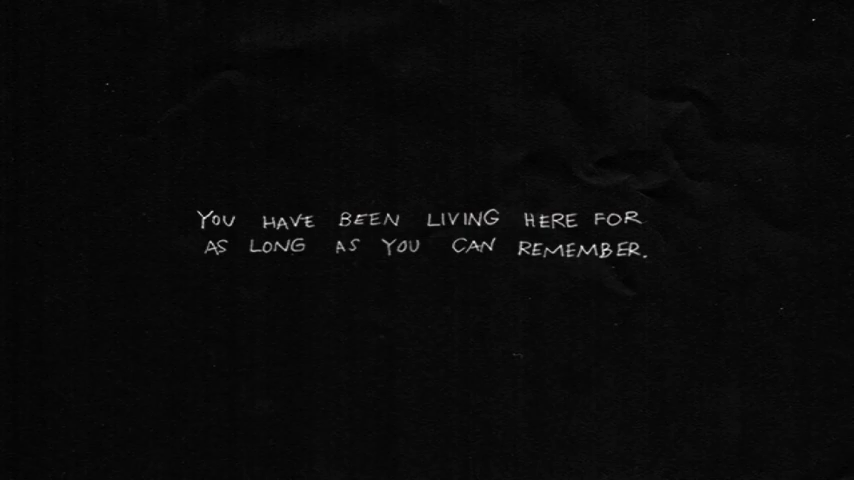 YOU HAVE BEEN LIVING HERE FOR
AS LONG AS YOU CAN REMEMBER.